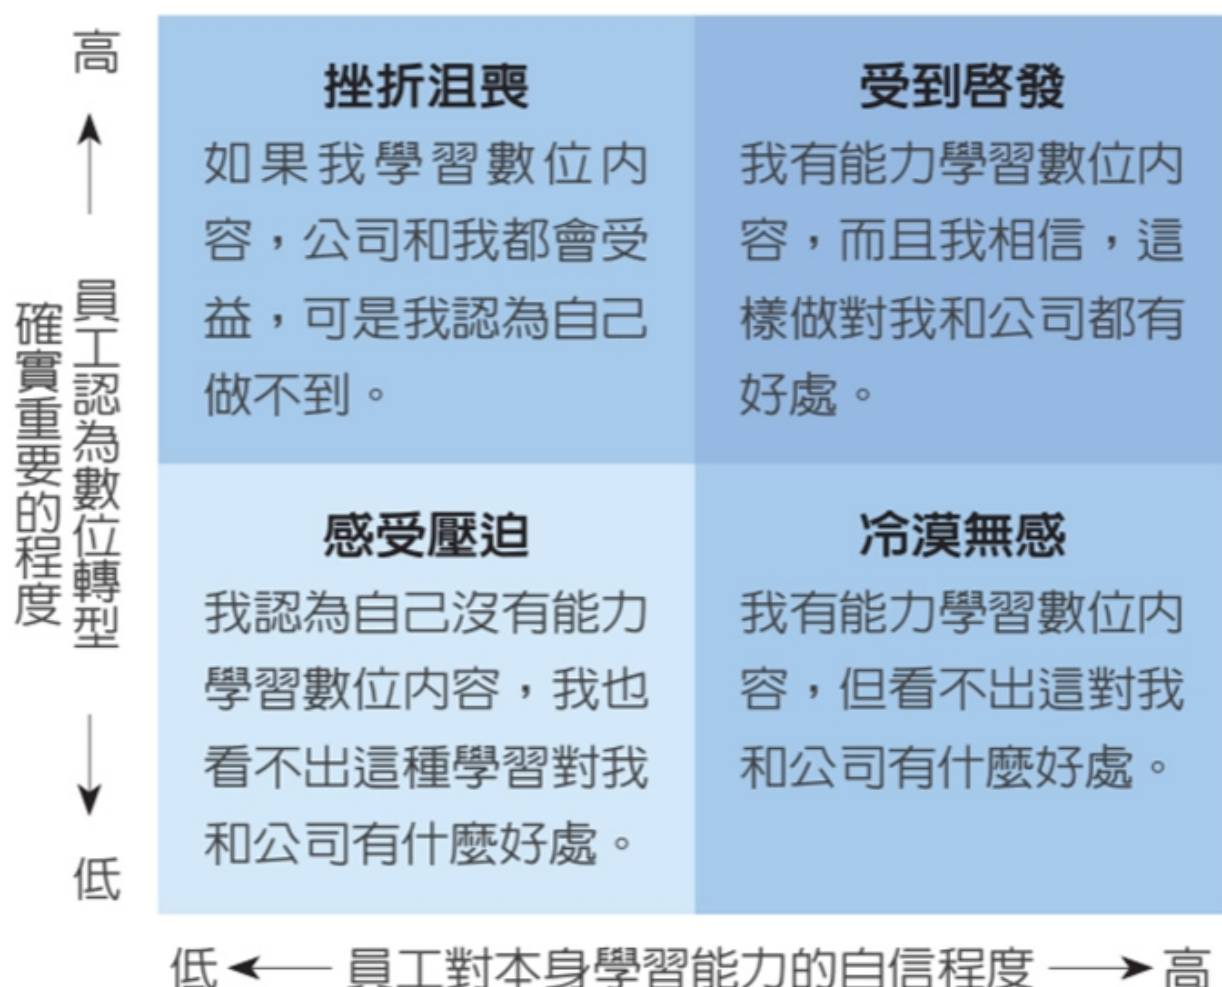 高
員工認為數位轉型
確實重要的程度
低
挫折沮喪
如果我學習數位內
容，公司和我都會受
益，可是我認為自己
做不到。
受到啓發
我有能力學習數位內
容，而且我相信，這
樣做對我和公司都有
好處。
感受壓迫
我認為自己沒有能力
學習數位內容，我也
看不出這種學習對我
和公司有什麼好處。
冷漠無感
我有能力學習數位內
容，但看不出這對我
和公司有什麼好處。
低 ←— 員工對本身學習能力的自信程度 —→ 高